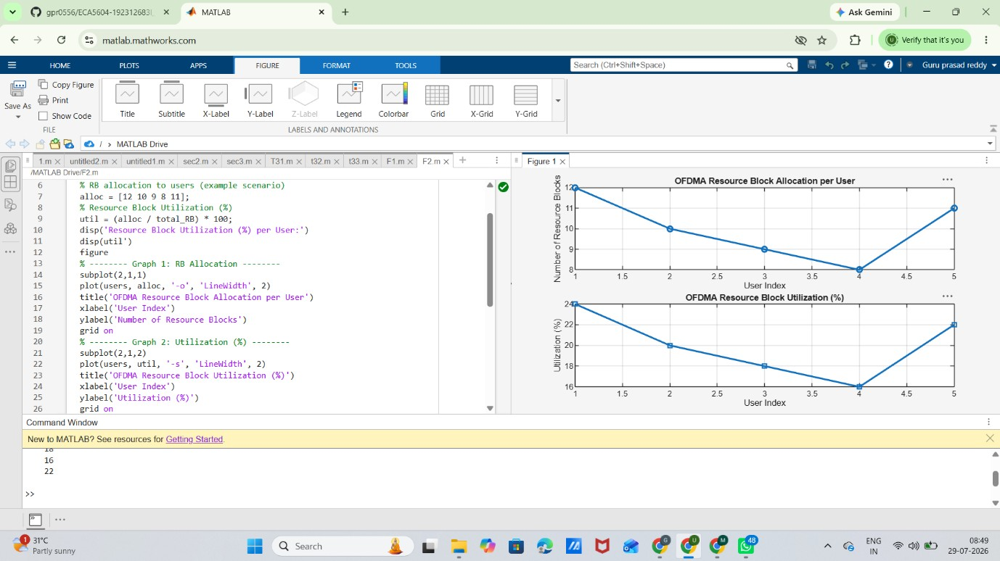 gpr0556/ECA5604-192312683
MATLAB
Ask Gemini
matlab.mathworks.com
Verify that it's you
HOME PLOTS APPS FIGURE FORMAT TOOLS
Search (Ctrl+Shift+Space)
Guru prasad reddy
Save As
Copy Figure
Print
Show Code
FILE
Title Subtitle X-Label Y-Label Z-Label Legend Colorbar Grid X-Grid Y-Grid
LABELS AND ANNOTATIONS
/ > MATLAB Drive
1.m untitled2.m untitled1.m sec2.m sec3.m T31.m t32.m t33.m F1.m F2.m
/MATLAB Drive/F2.m
6 % RB allocation to users (example scenario)
7 alloc = [12 10 9 8 11];
8 % Resource Block Utilization (%)
9 util = (alloc / total_RB) * 100;
10 disp('Resource Block Utilization (%) per User:')
11 disp(util')
12 figure
13 % -------- Graph 1: RB Allocation --------
14 subplot(2,1,1)
15 plot(users, alloc, '-o', 'LineWidth', 2)
16 title('OFDMA Resource Block Allocation per User')
17 xlabel('User Index')
18 ylabel('Number of Resource Blocks')
19 grid on
20 % -------- Graph 2: Utilization (%) --------
21 subplot(2,1,2)
22 plot(users, util, '-s', 'LineWidth', 2)
23 title('OFDMA Resource Block Utilization (%)')
24 xlabel('User Index')
25 ylabel('Utilization (%)')
26 grid on
Figure 1
OFDMA Resource Block Allocation per User
Number of Resource Blocks
12
11
10
9
8
1 1.5 2 2.5 3 3.5 4 4.5 5
User Index
OFDMA Resource Block Utilization (%)
Utilization (%)
24
22
20
18
16
1 1.5 2 2.5 3 3.5 4 4.5 5
User Index
Command Window
New to MATLAB? See resources for Getting Started.
18
16
22
>>
1
31°C
Partly sunny
Search
G
U
M
48
ENG
IN
08:49
29-07-2026